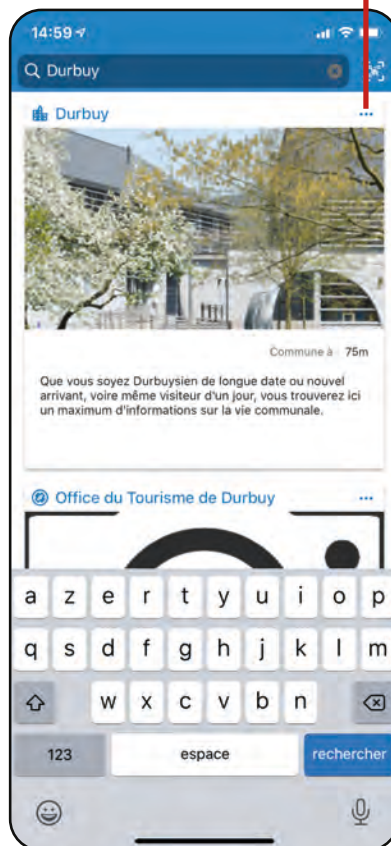 14:59
Durbuy
Durbuy
Commune à 75m
Que vous soyez Durbuysien de longue date ou nouvel
arrivant, voire même visiteur d'un jour, vous trouverez ici
un maximum d'informations sur la vie communale.
Office du Tourisme de Durbuy
a z e r t y u i o p
q s d f g h j k l m
w x c v b n
123 espace rechercher